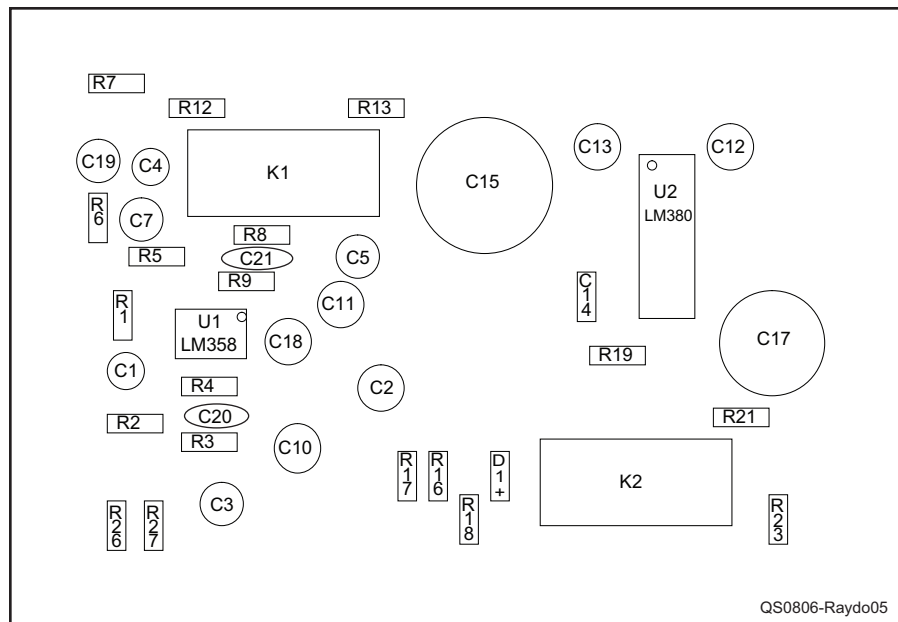 R7
R12
R13
C19
C4
K1
C15
C13
C12
U2
LM380
R6
C7
R8
R5
C21
C5
R9
C14
R1
C11
U1
LM358
C18
C17
R19
C1
R4
C2
C20
R2
R3
R21
C10
R17
R16
D1+
K2
C3
R18
R26
R27
R23
QS0806-Raydo05